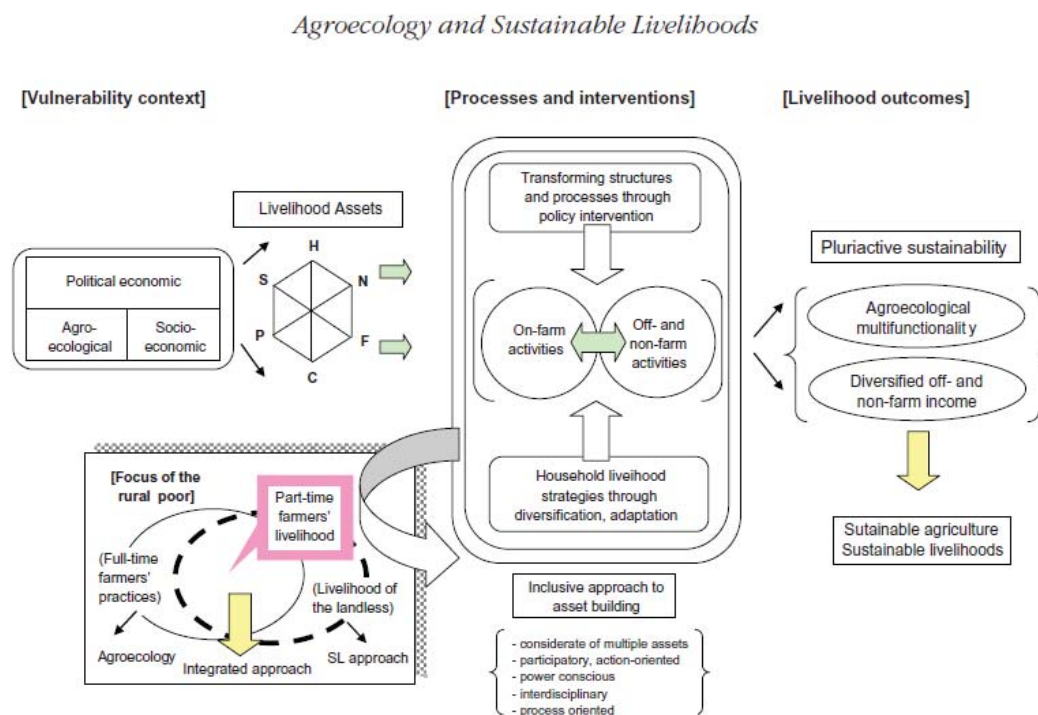 Agroecology and Sustainable Livelihoods
[Vulnerability context]
[Processes and interventions]
[Livelihood outcomes]
Livelihood Assets
H
S
N
P
F
C
Political economic
Agro-
ecological
Socio-
economic
Transforming structures
and processes through
policy intervention
On-farm
activities
Off- and
non-farm
activities
Household liveihood
strategies through
diversification, adaptation
Pluriactive sustainability
Agroecological
multifunctionality
Diversified off- and
non-farm income
Sutainable agriculture
Sustainable livelihoods
[Focus of the
rural poor]
Part-time
farmers'
livelihood
(Full-time
farmers'
practices)
(Livelihood of
the landless)
Agroecology
Integrated approach
SL approach
Inclusive approach to
asset building
- considerate of multiple assets
- participatory, action-oriented
- power conscious
- interdisciplinary
- process oriented